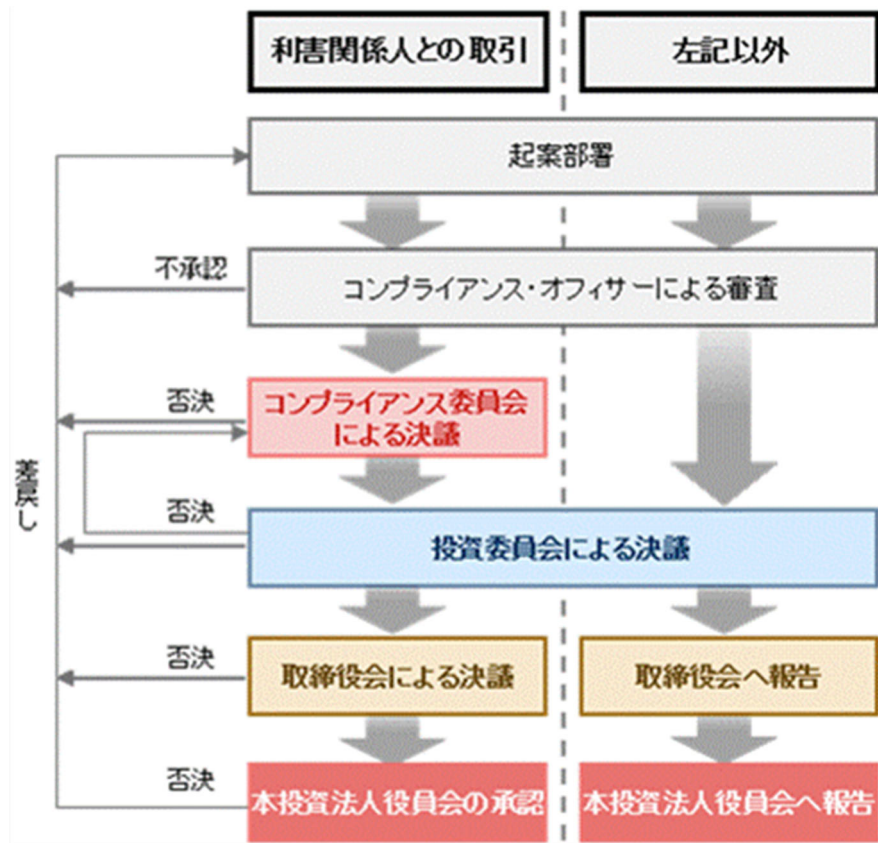 利害関係人との取引
左記以外
起案部署
不承認
コンプライアンス・オフィサーによる審査
否決
コンプライアンス委員会
による決議
差戻し
否決
投資委員会による決議
否決
取締役会による決議
取締役会へ報告
否決
本投資法人役員会の承認
本投資法人役員会へ報告